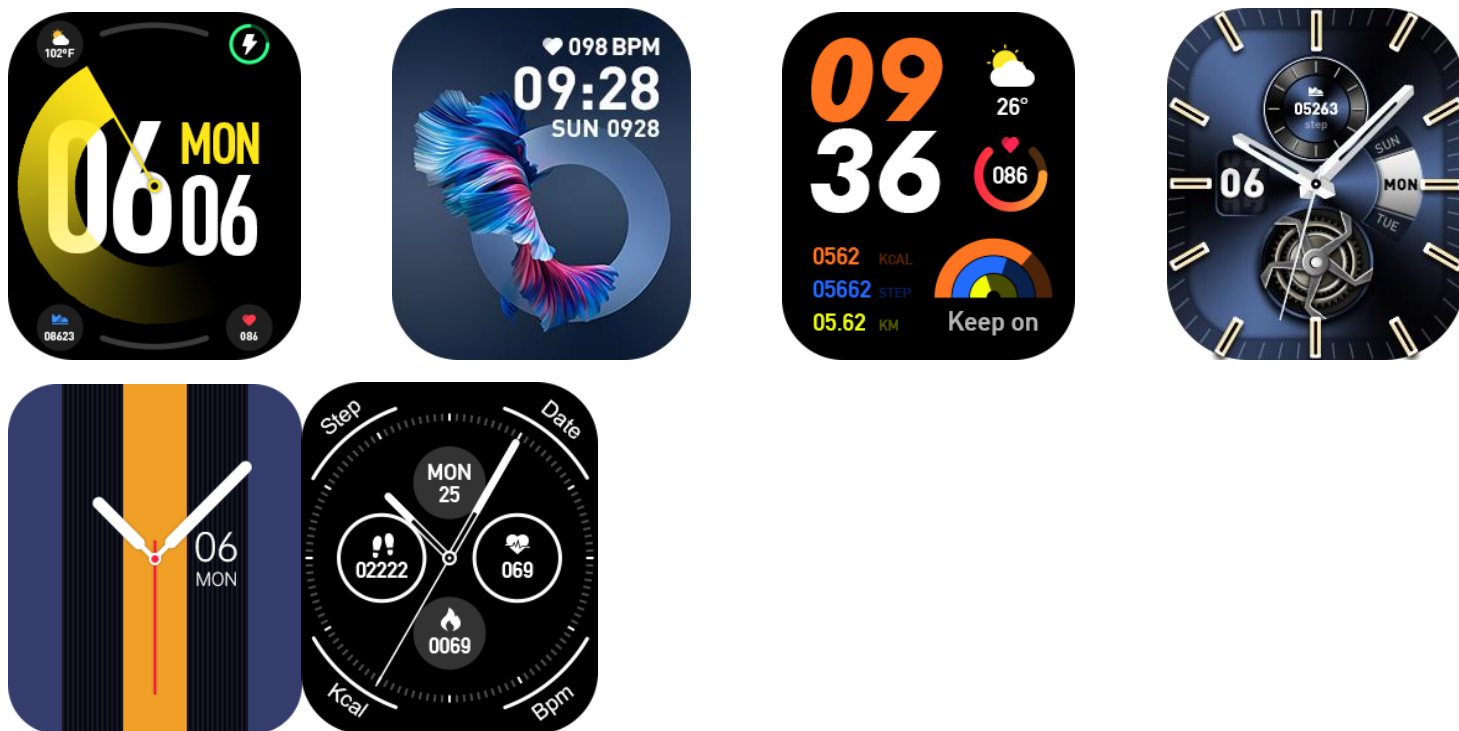 102°F
06
MON
06
08623
086
098 BPM
09:28
SUN 0928
09
36
26°
086
0562 KCAL
05662 STEP
05.62 KM
Keep on
05263
step
06
SUN
MON
TUE
06
MON
Step
Date
MON
25
02222
069
0069
Kcal
Bpm